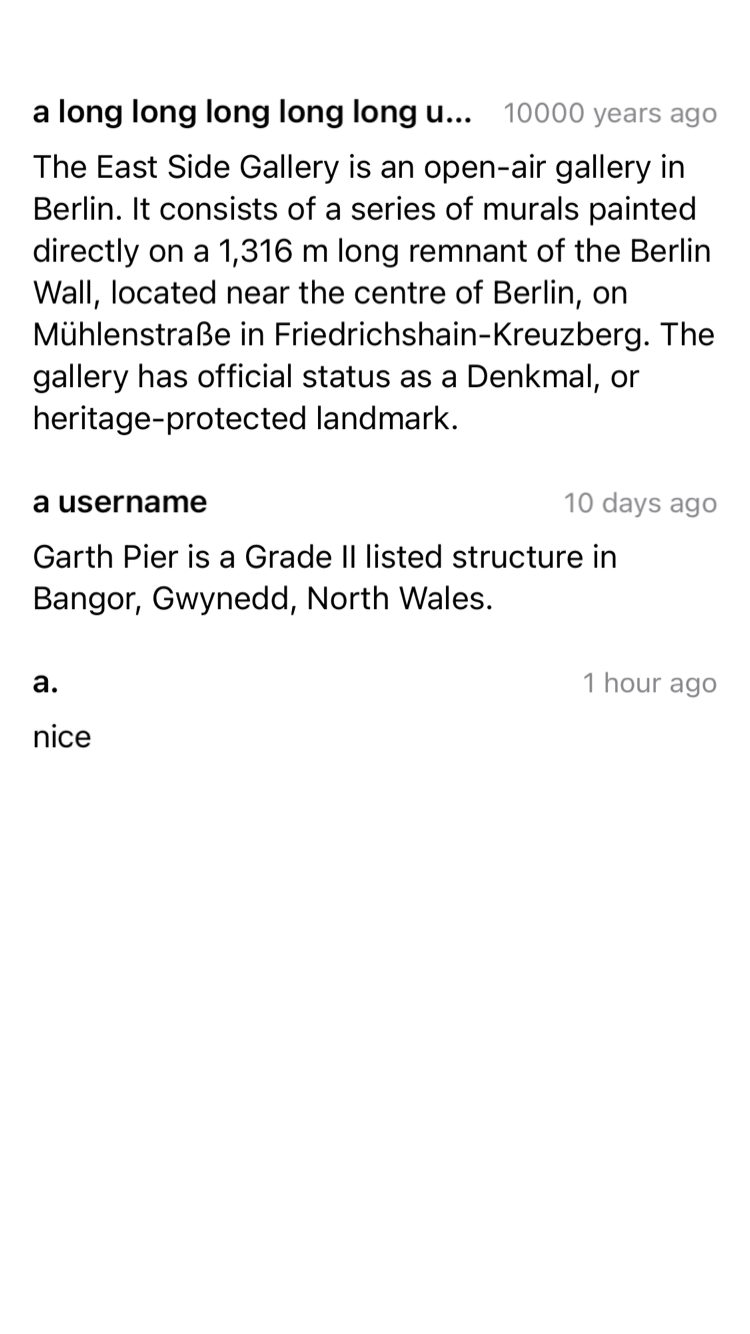 a long long long long long u... 10000 years ago
The East Side Gallery is an open-air gallery in
Berlin. It consists of a series of murals painted
directly on a 1,316 m long remnant of the Berlin
Wall, located near the centre of Berlin, on
Mühlenstraße in Friedrichshain-Kreuzberg. The
gallery has official status as a Denkmal, or
heritage-protected landmark.
a username 10 days ago
Garth Pier is a Grade II listed structure in
Bangor, Gwynedd, North Wales.
a. 1 hour ago
nice